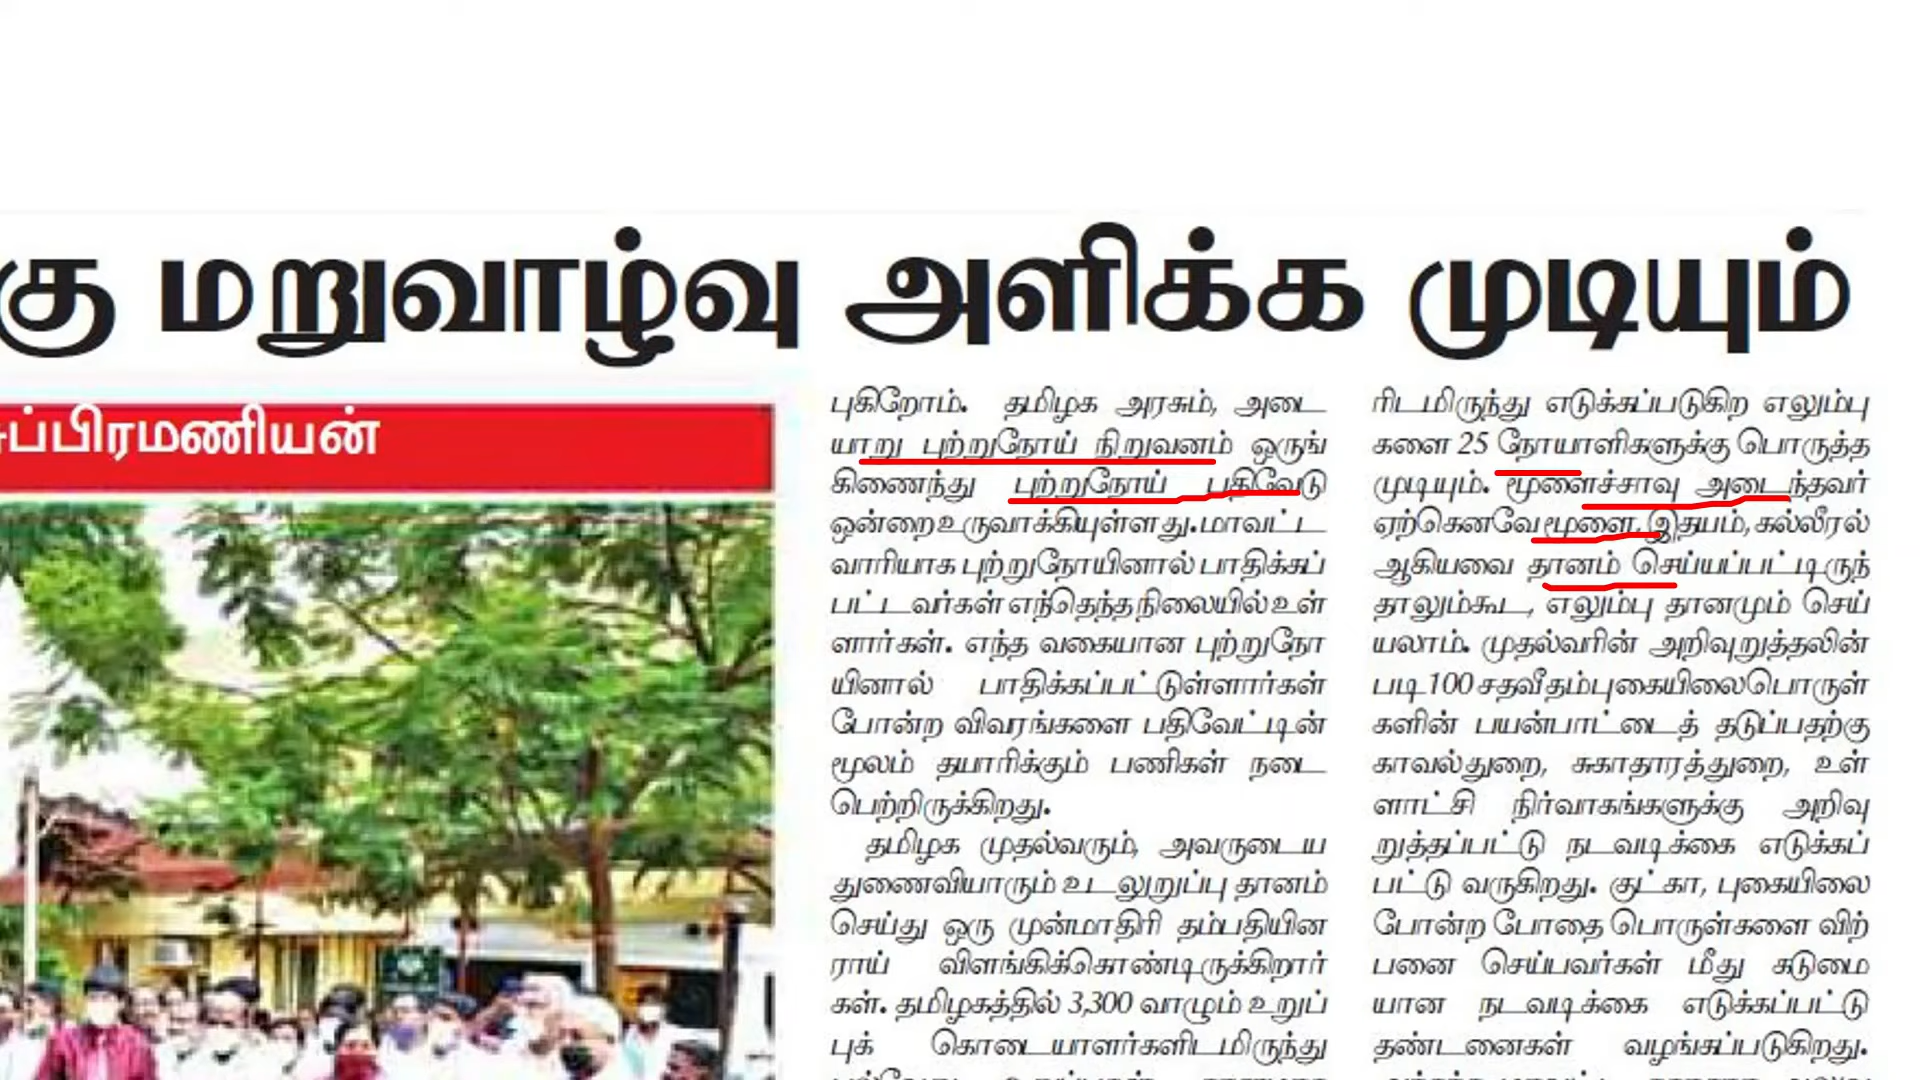 கு மறுவாழ்வு அளிக்க முடியும்
சுப்பிரமணியன்
புகிறோம். தமிழக அரசும், அடை
யாறு புற்றுநோய் நிறுவனம் ஒருங்
கிணைந்து புற்றுநோய் பதிவேடு
ஒன்றை உருவாக்கியுள்ளது. மாவட்ட
வாரியாக புற்றுநோயினால் பாதிக்கப்
பட்டவர்கள் எந்தெந்த நிலையில் உள்
ளார்கள். எந்த வகையான புற்றுநோ
யினால் பாதிக்கப்பட்டுள்ளார்கள்
போன்ற விவரங்களை பதிவேட்டின்
மூலம் தயாரிக்கும் பணிகள் நடை
பெற்றிருக்கிறது.
தமிழக முதல்வரும், அவருடைய
துணைவியாரும் உடலுறுப்பு தானம்
செய்து ஒரு முன்மாதிரி தம்பதியின
ராய் விளங்கிக்கொண்டிருக்கிறார்
கள். தமிழகத்தில் 3,300 வாழும் உறுப்
புக் கொடையாளர்களிடமிருந்து
ரிடமிருந்து எடுக்கப்படுகிற எலும்பு
களை 25 நோயாளிகளுக்கு பொருத்த
முடியும். மூளைச்சாவு அடைந்தவர்
ஏற்கெனவே மூளை, இதயம், கல்லீரல்
ஆகியவை தானம் செய்யப்பட்டிருந்
தாலும்கூட, எலும்பு தானமும் செய்
யலாம். முதல்வரின் அறிவுறுத்தலின்
படி 100 சதவீதம் புகையிலை பொருள்
களின் பயன்பாட்டைத் தடுப்பதற்கு
காவல்துறை, சுகாதாரத்துறை, உள்
ளாட்சி நிர்வாகங்களுக்கு அறிவு
றுத்தப்பட்டு நடவடிக்கை எடுக்கப்
பட்டு வருகிறது. குட்கா, புகையிலை
போன்ற போதை பொருள்களை விற்
பனை செய்பவர்கள் மீது கடுமை
யான நடவடிக்கை எடுக்கப்பட்டு
தண்டனைகள் வழங்கப்படுகிறது.